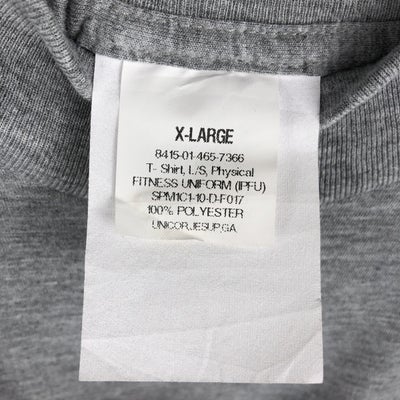 X-LARGE
8415-01-465-7366
T- Shirt, L/S, Physical
FITNESS UNIFORM (IPFU)
SPM1C1-10-D-F017
100% POLYESTER
UNICOR,JESUP,GA